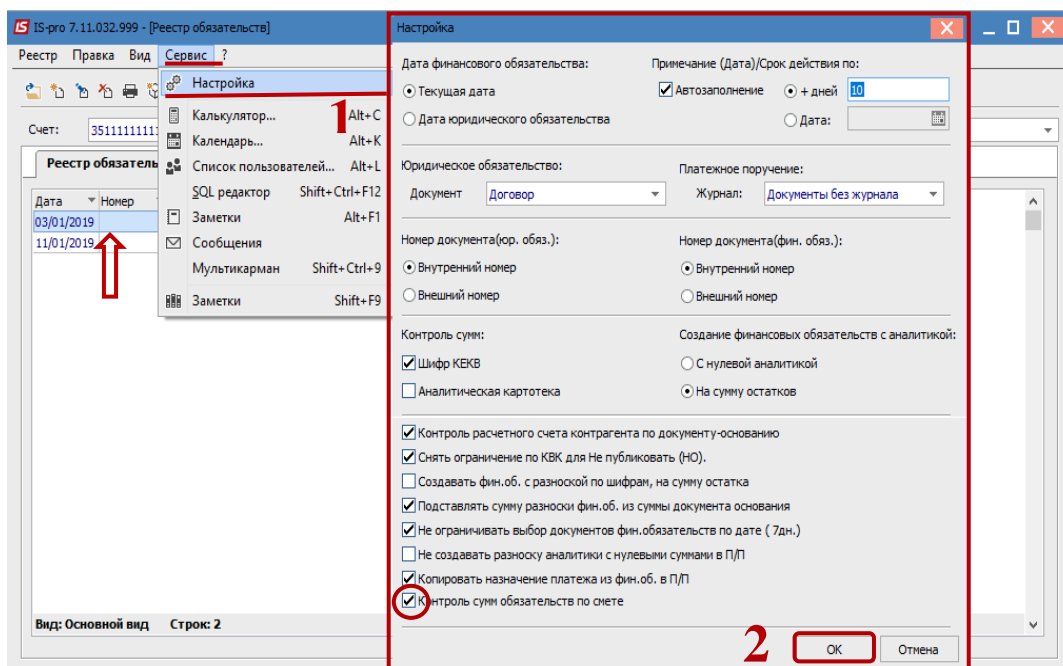 IS-pro 7.11.032.999 - [Реестр обязательств]
Реестр Правка Вид Сервис ?
Счет: 35111111111
Реестр обязатель
Дата Номер
03/01/2019
11/01/2019
Настройка
Калькулятор... Alt+C
Календарь... Alt+K
Список пользователей... Alt+L
SQL редактор Shift+Ctrl+F12
Заметки Alt+F1
Сообщения
Мультикарман Shift+Ctrl+9
Заметки Shift+F9
1
Вид: Основной вид Строк: 2
Настройка
Дата финансового обязательства: Примечание (Дата)/Срок действия по:
Текущая дата Автозаполнение + дней 10
Дата юридического обязательства Дата:
Юридическое обязательство: Платежное поручение:
Документ Договор Журнал: Документы без журнала
Номер документа(юр. обяз.): Номер документа(фин. обяз.):
Внутренний номер Внутренний номер
Внешний номер Внешний номер
Контроль сумм: Создание финансовых обязательств с аналитикой:
Шифр КЕКВ С нулевой аналитикой
Аналитическая картотека На сумму остатков
Контроль расчетного счета контрагента по документу-основанию
Снять ограничение по КВК для Не публиковать (НО).
Создавать фин.об. с разноской по шифрам, на сумму остатка
Подставлять сумму разноски фин.об. из суммы документа основания
Не ограничивать выбор документов фин.обязательств по дате ( 7дн.)
Не создавать разноску аналитики с нулевыми суммами в П/П
Копировать назначение платежа из фин.об. в П/П
Контроль сумм обязательств по смете
2 OK Отмена